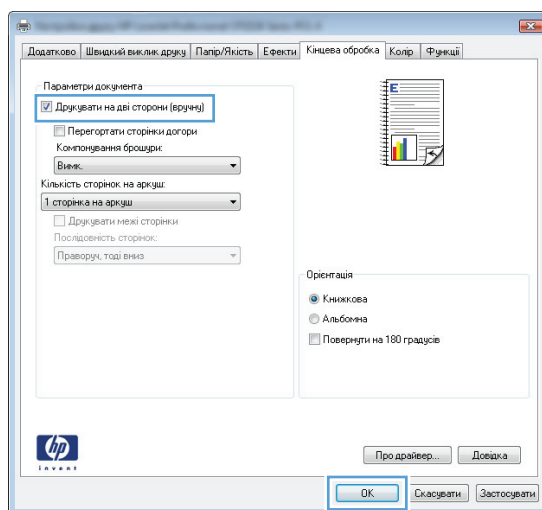 Додатково Швидкий виклик друку Папір/Якість Ефекти Кінцева обробка Колір Функції
Параметри документа
Друкувати на дві сторони (вручну)
Перегортати сторінки догори
Компонування брошури:
Вимк.
Кількість сторінок на аркуш:
1 сторінка на аркуш
Друкувати межі сторінки
Послідовність сторінок:
Праворуч, тоді вниз
E
Орієнтація
Книжкова
Альбомна
Повернути на 180 градусів
hp
invent
Про драйвер... Довідка
ОК Скасувати Застосувати